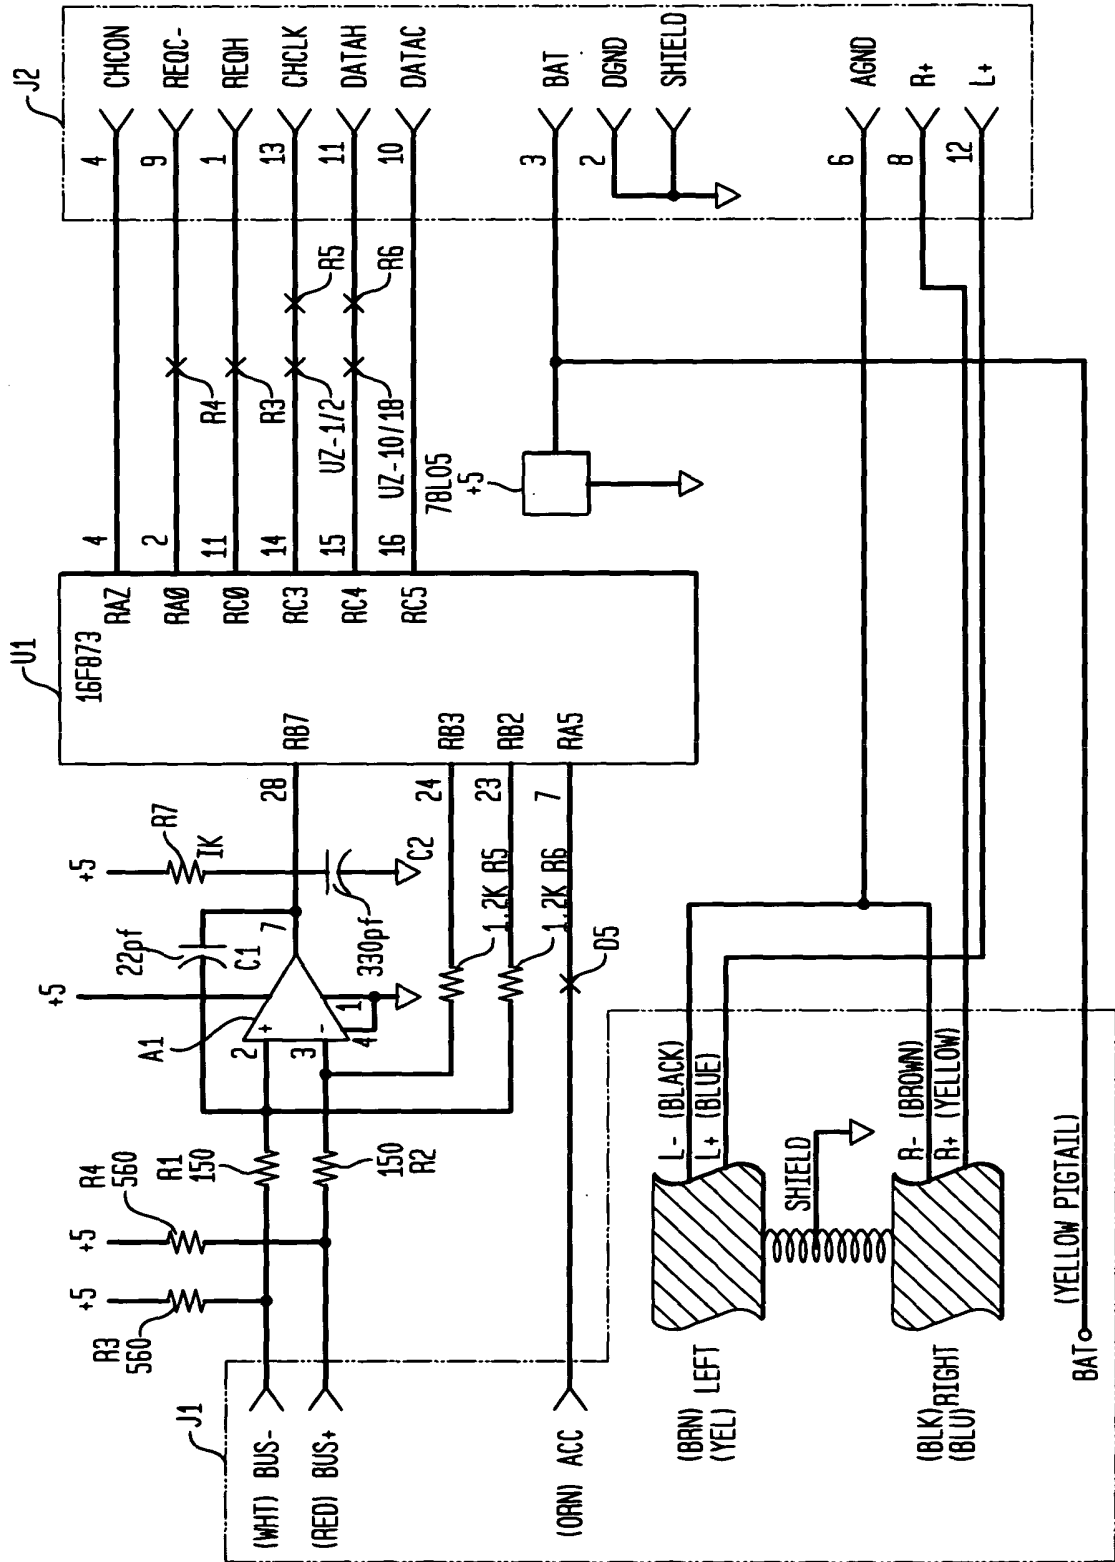 J2
4 CHCON
9 REQC-
1 REQH
13 CHCLK
11 DATAH
10 DATAC
3 BAT
2 DGND
SHIELD
6 AGND
8 R+
12 L+
R5
R6
R4
R3
UZ-1/2
UZ-10/18
78L05
+5
U1
16F873
RAZ 4
RAØ 2
RCØ 11
RC3 14
RC4 15
RC5 16
RB7 28
RB3 24
RB2 23
RA5 7
+5
R7
1K
C2
330pf
22pf
C1
+5
A1
2 +
3 -
7
1
4
1.2K R5
1.2K R6
D5
R1
150
150
R2
R4
560
+5
R3
560
+5
J1
(WHT) BUS-
(RED) BUS+
(ORN) ACC
L- (BLACK)
L+ (BLUE)
R- (BROWN)
R+ (YELLOW)
SHIELD
(BRN) LEFT
(YEL)
(BLK) RIGHT
(BLU)
BAT
(YELLOW PIGTAIL)